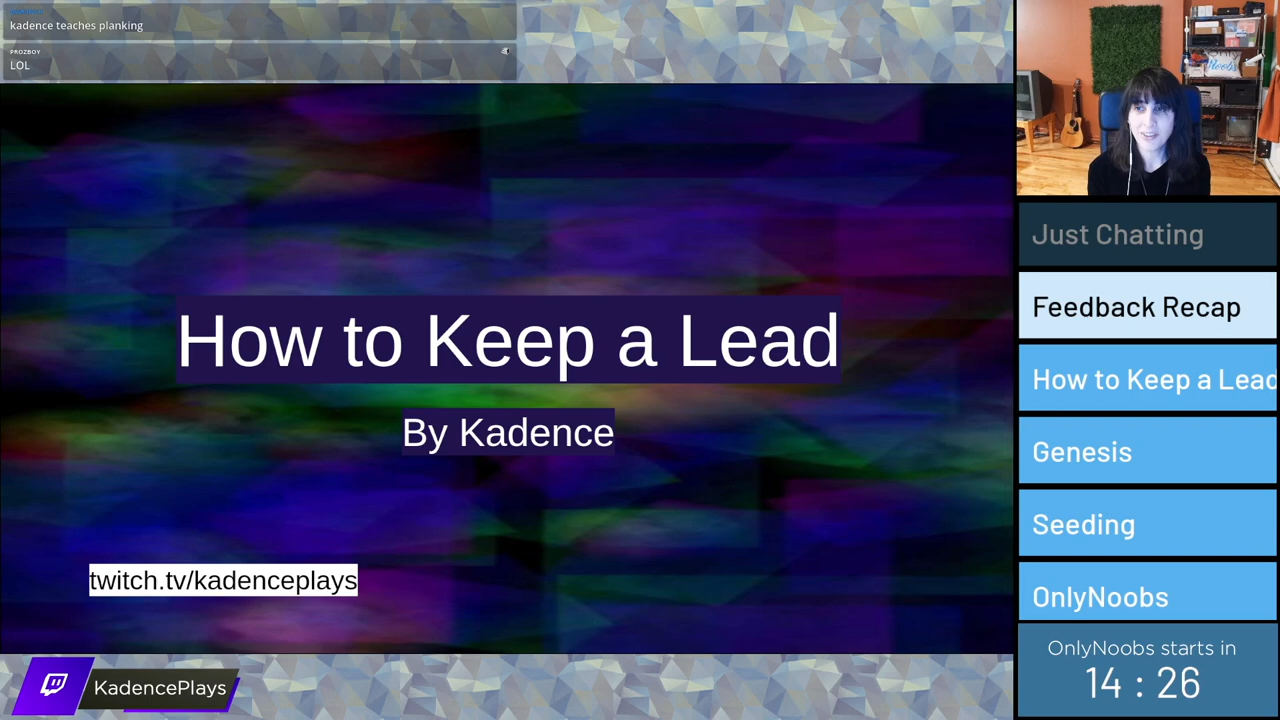 kadence teaches planking
PROZBOY
LOL
How to Keep a Lead
By Kadence
twitch.tv/kadenceplays
KadencePlays
Just Chatting
Feedback Recap
How to Keep a Lead
Genesis
Seeding
OnlyNoobs
OnlyNoobs starts in
14 : 26